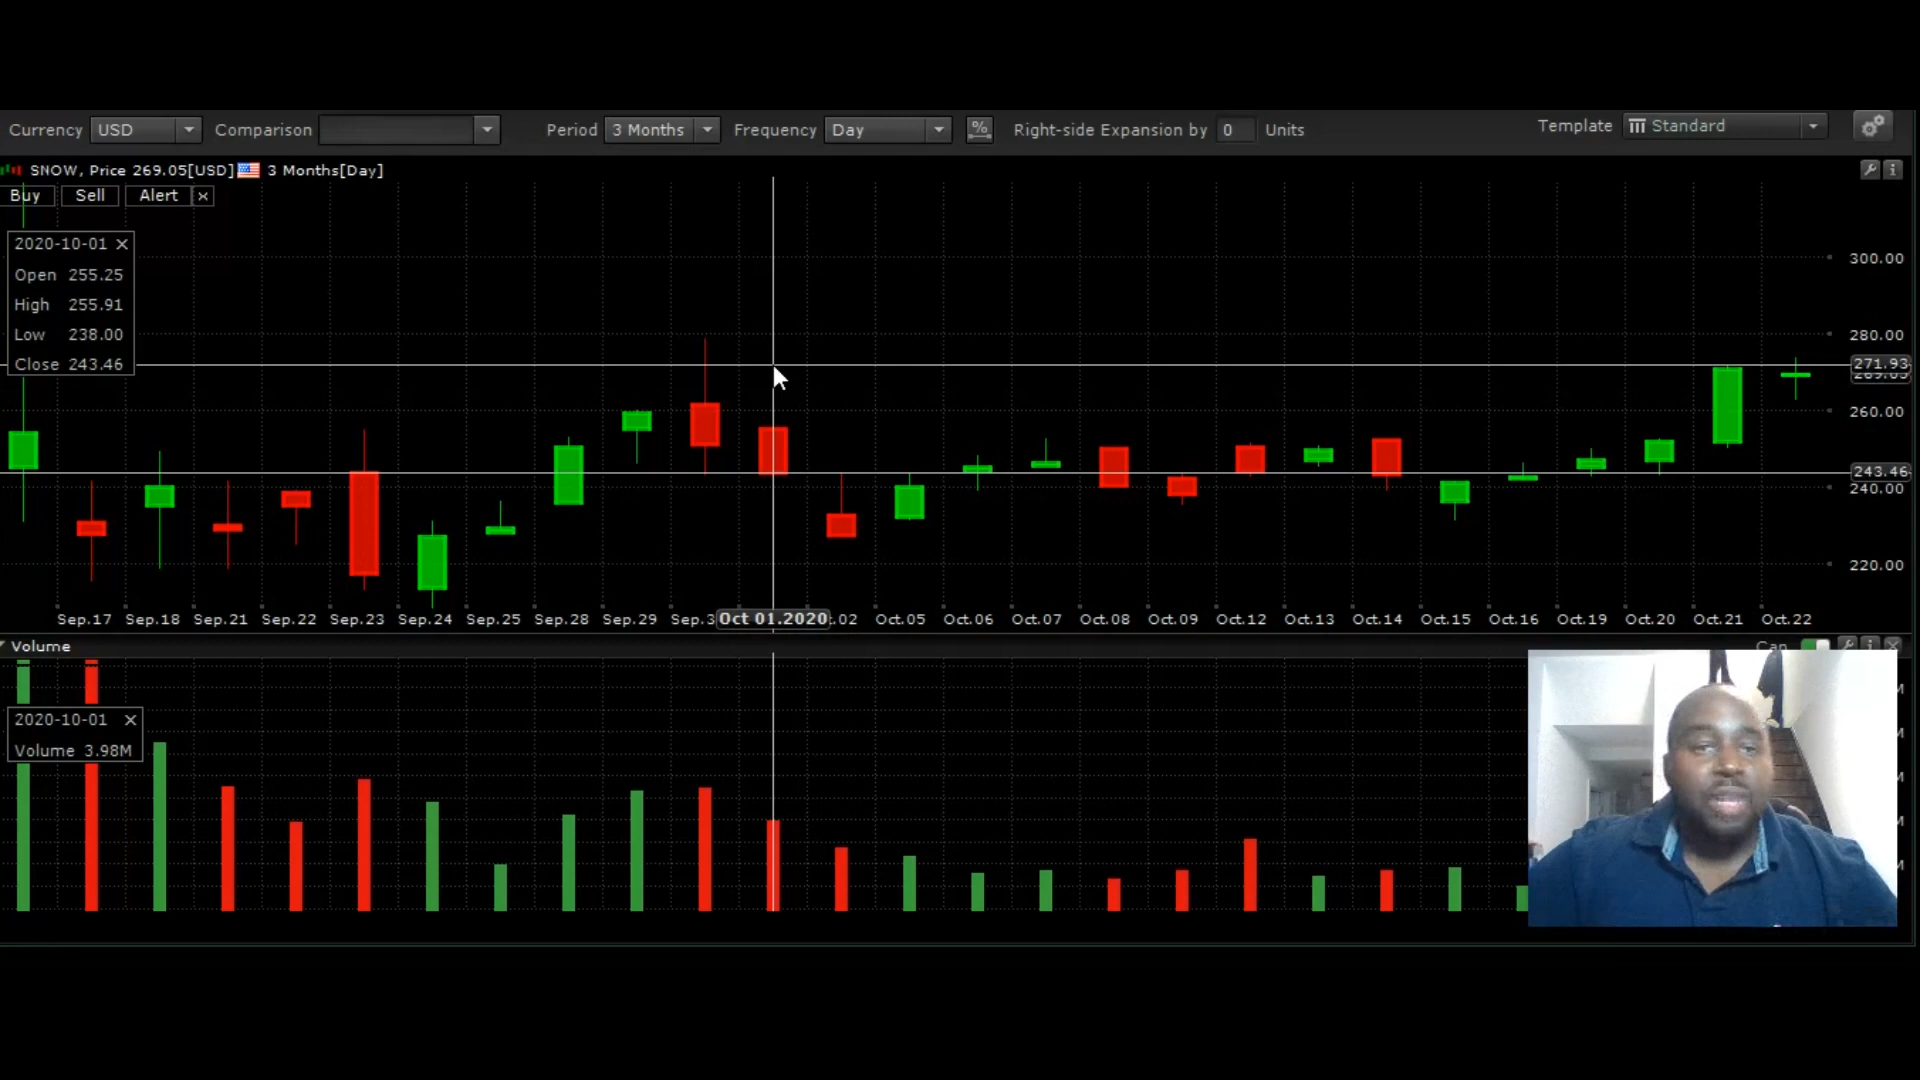 Currency USD Comparison Period 3 Months Frequency Day % Right-side Expansion by 0 Units Template Standard
SNOW, Price 269.05[USD] 3 Months[Day]
Buy Sell Alert ×
2020-10-01 ×
Open 255.25
High 255.91
Low 238.00
Close 243.46
300.00
280.00
271.93
269.05
260.00
243.46
240.00
220.00
Sep.17 Sep.18 Sep.21 Sep.22 Sep.23 Sep.24 Sep.25 Sep.28 Sep.29 Sep.3 Oct 01.2020 .02 Oct.05 Oct.06 Oct.07 Oct.08 Oct.09 Oct.12 Oct.13 Oct.14 Oct.15 Oct.16 Oct.19 Oct.20 Oct.21 Oct.22
Volume
2020-10-01 ×
Volume 3.98M